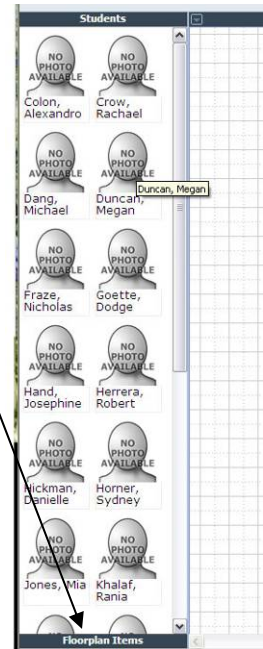 Students
NO PHOTO AVAILABLE
Colon, Alexandro
NO PHOTO AVAILABLE
Crow, Rachael
NO PHOTO AVAILABLE
Dang, Michael
NO PHOTO AVAILABLE
Duncan, Megan
Duncan, Megan
NO PHOTO AVAILABLE
Fraze, Nicholas
NO PHOTO AVAILABLE
Goette, Dodge
NO PHOTO AVAILABLE
Hand, Josephine
NO PHOTO AVAILABLE
Herrera, Robert
NO PHOTO AVAILABLE
Hickman, Danielle
NO PHOTO AVAILABLE
Horner, Sydney
NO PHOTO AVAILABLE
Jones, Mia
NO PHOTO AVAILABLE
Khalaf, Rania
Floorplan Items